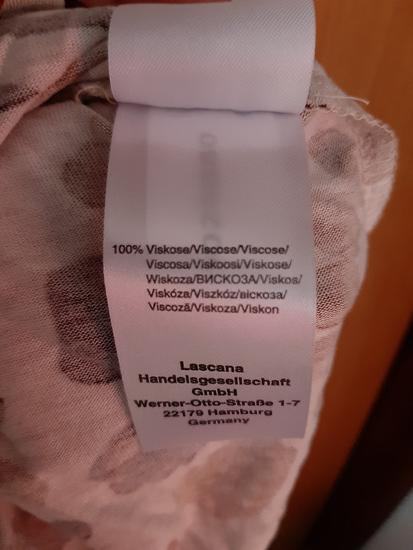 100% Viskose/Viscose/Viscose/
Viscosa/Viskoosi/Viskose/
Wiskoza/ВИСКОЗА/Viskos/
Viskóza/Viszkóz/віскоза/
Viscoză/Viskoza/Viskon
Lascana
Handelsgesellschaft
GmbH
Werner-Otto-Straße 1-7
22179 Hamburg
Germany